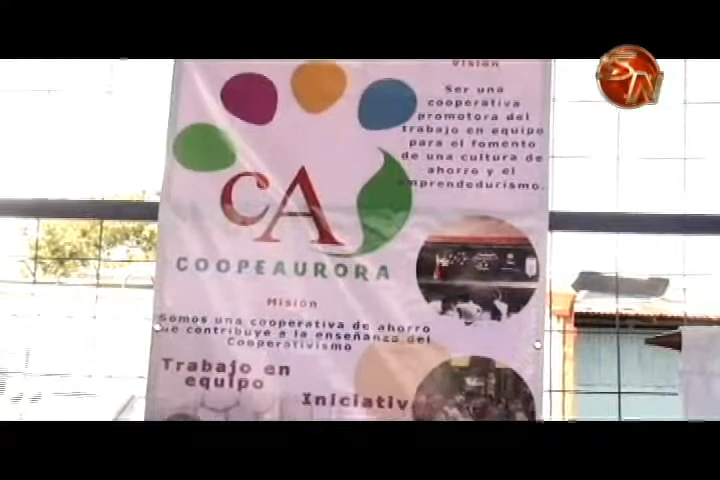 SN
Visión
Ser una
cooperativa
promotora del
trabajo en equipo
para el fomento
de una cultura de
ahorro y el
emprendedurismo.
CA
COOPEAURORA
Misión
Somos una cooperativa de ahorro
que contribuye a la enseñanza del
Cooperativismo
Trabajo en
equipo
Iniciativ